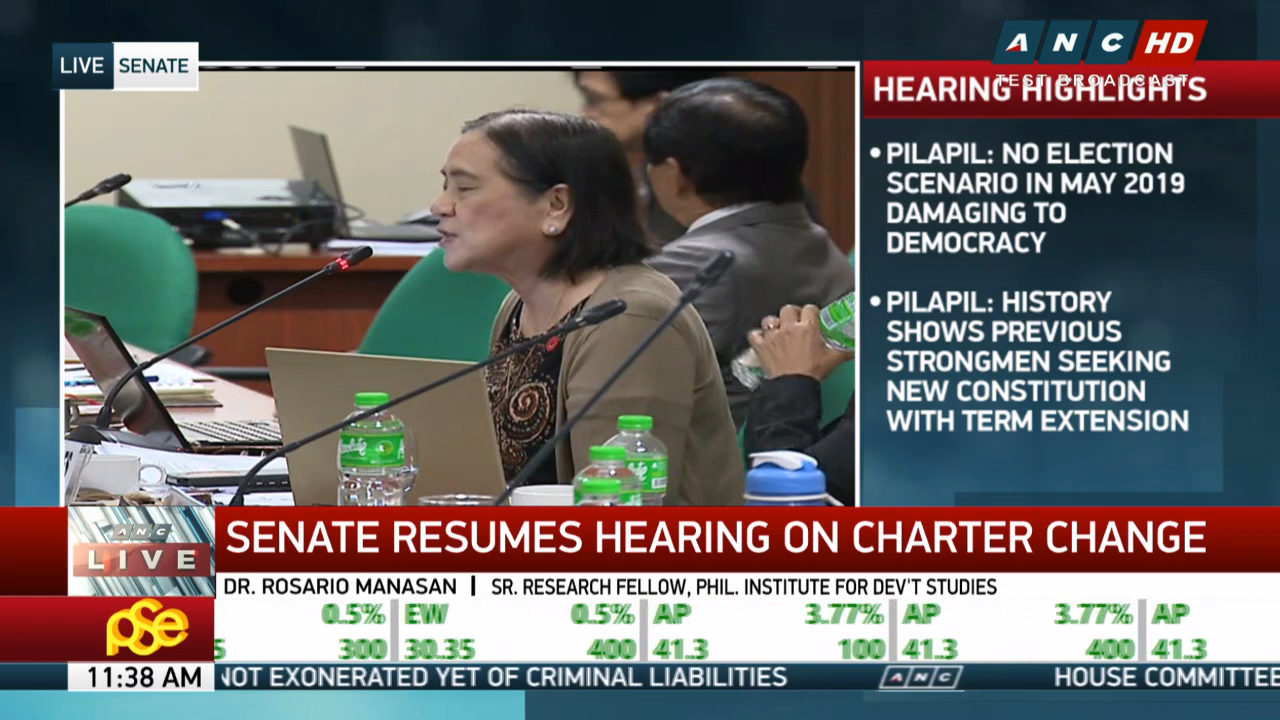 LIVE SENATE
ANC HD
TEST BROADCAST
HEARING HIGHLIGHTS
• PILAPIL: NO ELECTION
SCENARIO IN MAY 2019
DAMAGING TO
DEMOCRACY
• PILAPIL: HISTORY
SHOWS PREVIOUS
STRONGMEN SEEKING
NEW CONSTITUTION
WITH TERM EXTENSION
ANC
LIVE
SENATE RESUMES HEARING ON CHARTER CHANGE
DR. ROSARIO MANASAN | SR. RESEARCH FELLOW, PHIL. INSTITUTE FOR DEV'T STUDIES
pse
0.5% EW 0.5% AP 3.77% AP 3.77% AP
5 300 30.35 400 41.3 100 41.3 400 41.3
11:38 AM
NOT EXONERATED YET OF CRIMINAL LIABILITIES ANC HOUSE COMMITTEE